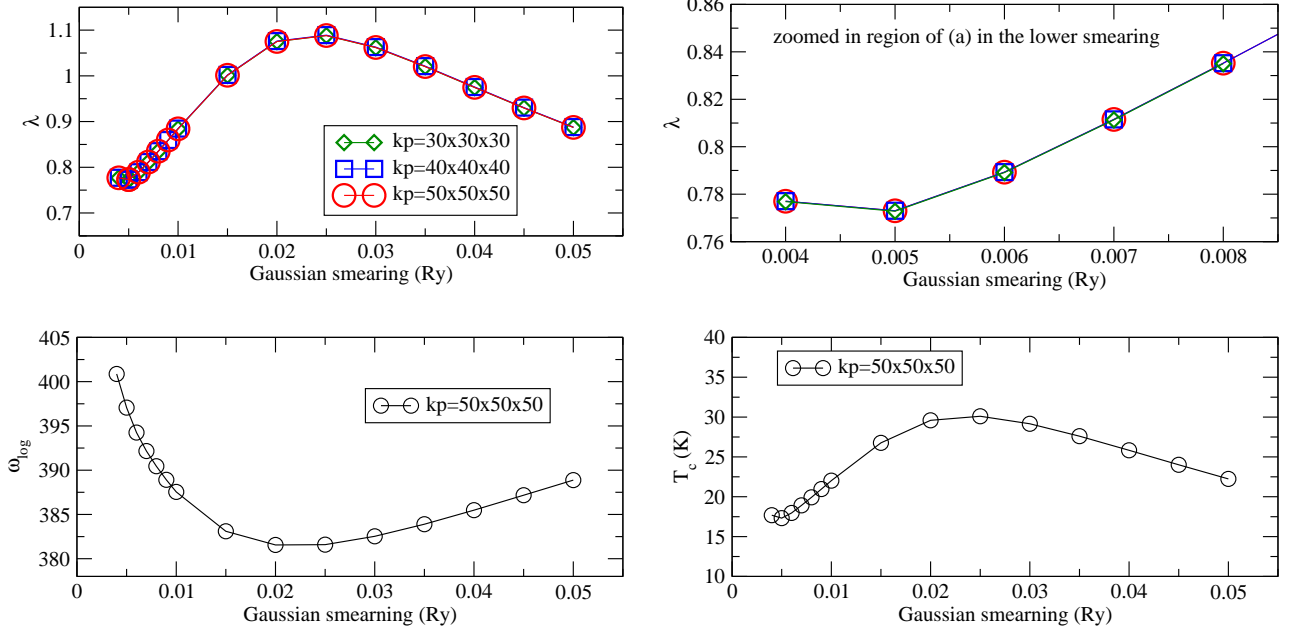 1.1
1
0.9
0.8
0.7
λ
kp=30x30x30
kp=40x40x40
kp=50x50x50
0 0.01 0.02 0.03 0.04 0.05
Gaussian smearing (Ry)
0.86
0.84
0.82
0.8
0.78
0.76
λ
zoomed in region of (a) in the lower smearing
0.004 0.005 0.006 0.007 0.008
Gaussian smearing (Ry)
405
400
395
390
385
380
ω_log
kp=50x50x50
0 0.01 0.02 0.03 0.04 0.05
Gaussian smearning (Ry)
40
35
30
25
20
15
10
T_c (K)
kp=50x50x50
0 0.01 0.02 0.03 0.04 0.05
Gaussian smearning (Ry)